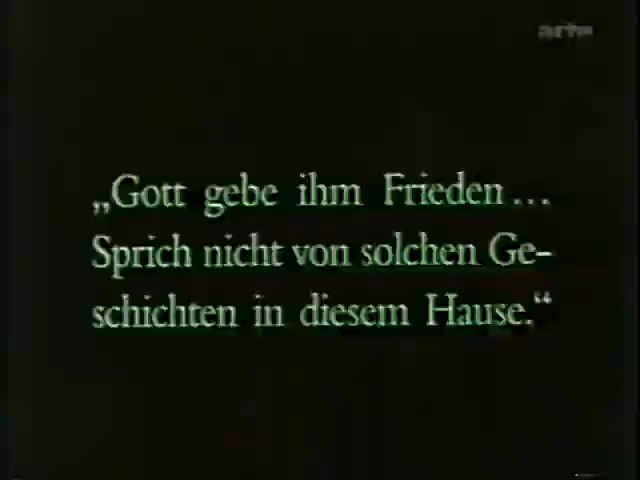 arte
„Gott gebe ihm Frieden...
Sprich nicht von solchen Ge-
schichten in diesem Hause.“